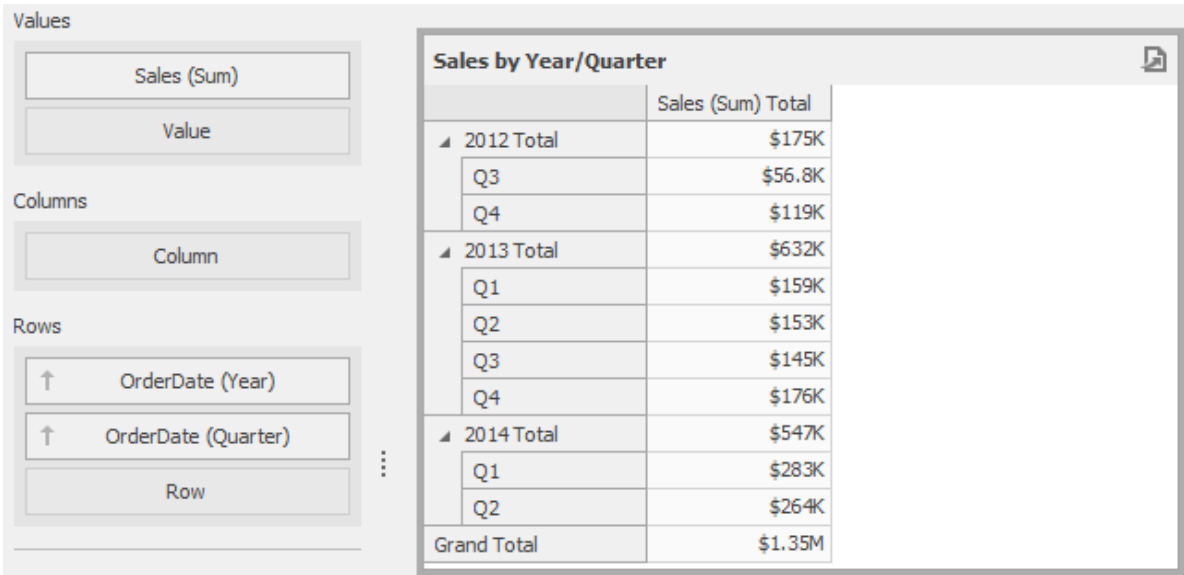 Values
Sales (Sum)
Value
Columns
Column
Rows
OrderDate (Year)
OrderDate (Quarter)
Row
Sales by Year/Quarter
Sales (Sum) Total
2012 Total $175K
Q3 $56.8K
Q4 $119K
2013 Total $632K
Q1 $159K
Q2 $153K
Q3 $145K
Q4 $176K
2014 Total $547K
Q1 $283K
Q2 $264K
Grand Total $1.35M